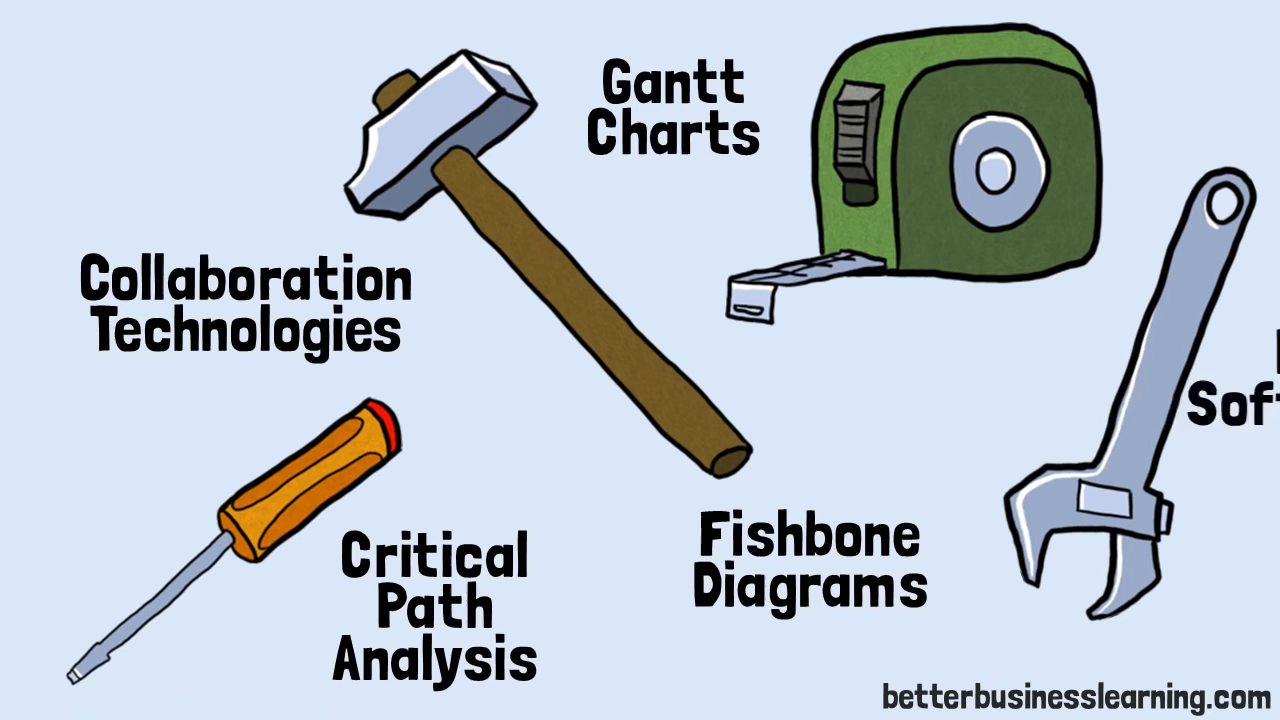 Gantt
Charts
Collaboration
Technologies
Critical
Path
Analysis
Fishbone
Diagrams
betterbusinesslearning.com